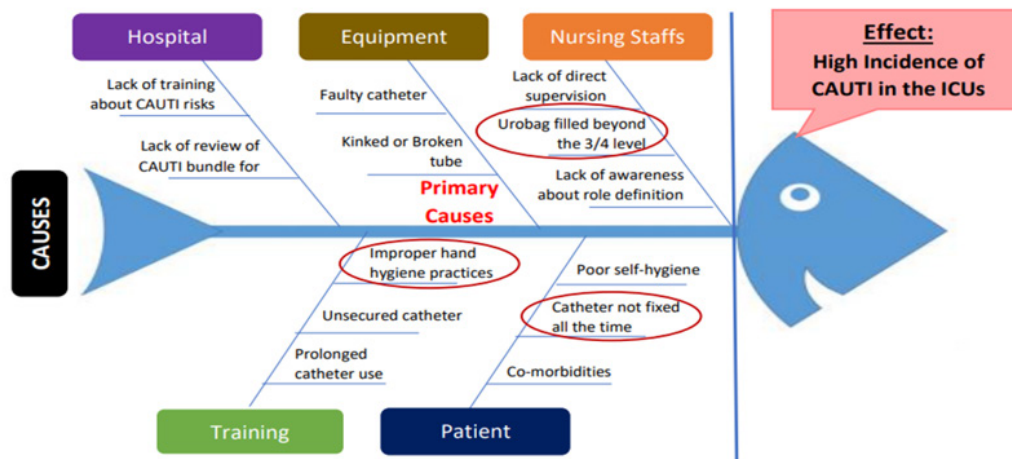 Hospital
Equipment
Nursing Staffs
Effect:
High Incidence of
CAUTI in the ICUs
Lack of training
about CAUTI risks
Lack of review of
CAUTI bundle for
Faulty catheter
Kinked or Broken
tube
Lack of direct
supervision
Urobag filled beyond
the 3/4 level
Lack of awareness
about role definition
Primary
Causes
CAUSES
Improper hand
hygiene practices
Unsecured catheter
Prolonged
catheter use
Poor self-hygiene
Catheter not fixed
all the time
Co-morbidities
Training
Patient